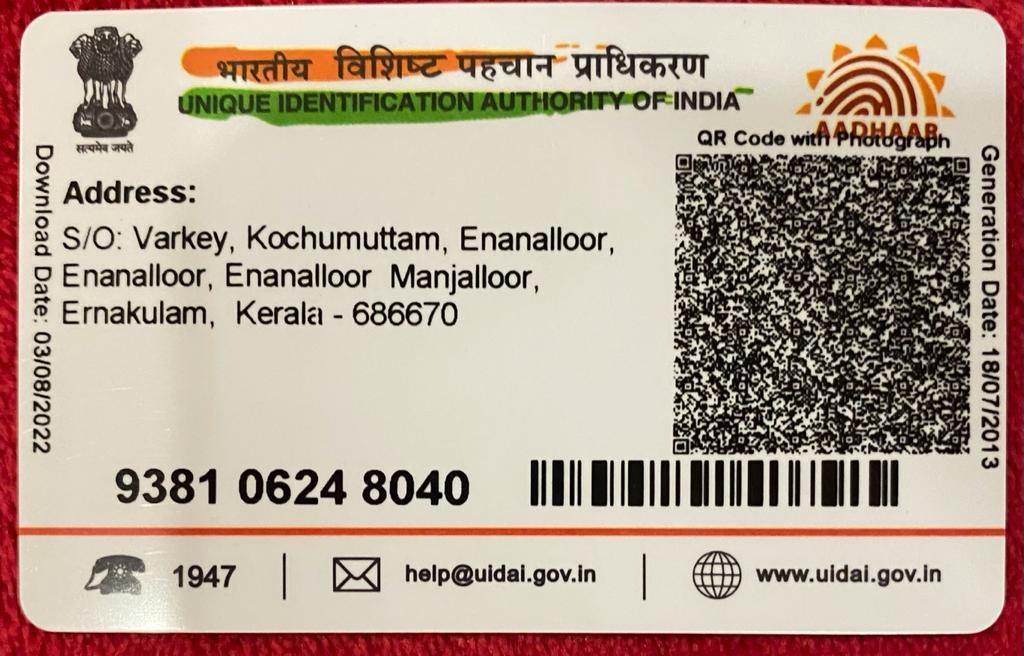 भारतीय विशिष्ट पहचान प्राधिकरण
UNIQUE IDENTIFICATION AUTHORITY OF INDIA
सत्यमेव जयते
AADHAAR
QR Code with Photograph
Download Date: 03/08/2022
Generation Date: 18/07/2013
Address:
S/O: Varkey, Kochumuttam, Enanalloor,
Enanalloor, Enanalloor Manjalloor,
Ernakulam, Kerala - 686670
9381 0624 8040
1947
help@uidai.gov.in
www.uidai.gov.in